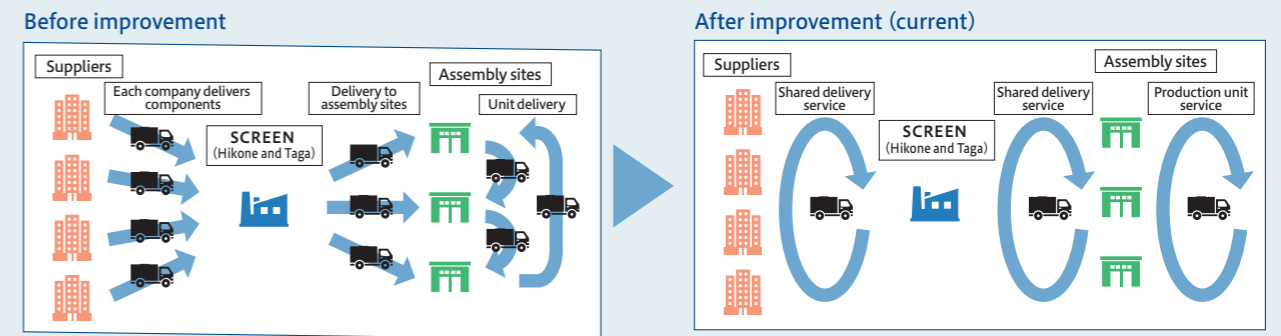 Before improvement
Suppliers
Each company delivers
components
SCREEN
(Hikone and Taga)
Delivery to
assembly sites
Assembly sites
Unit delivery
After improvement (current)
Suppliers
Shared delivery
service
SCREEN
(Hikone and Taga)
Shared delivery
service
Assembly sites
Production unit
service